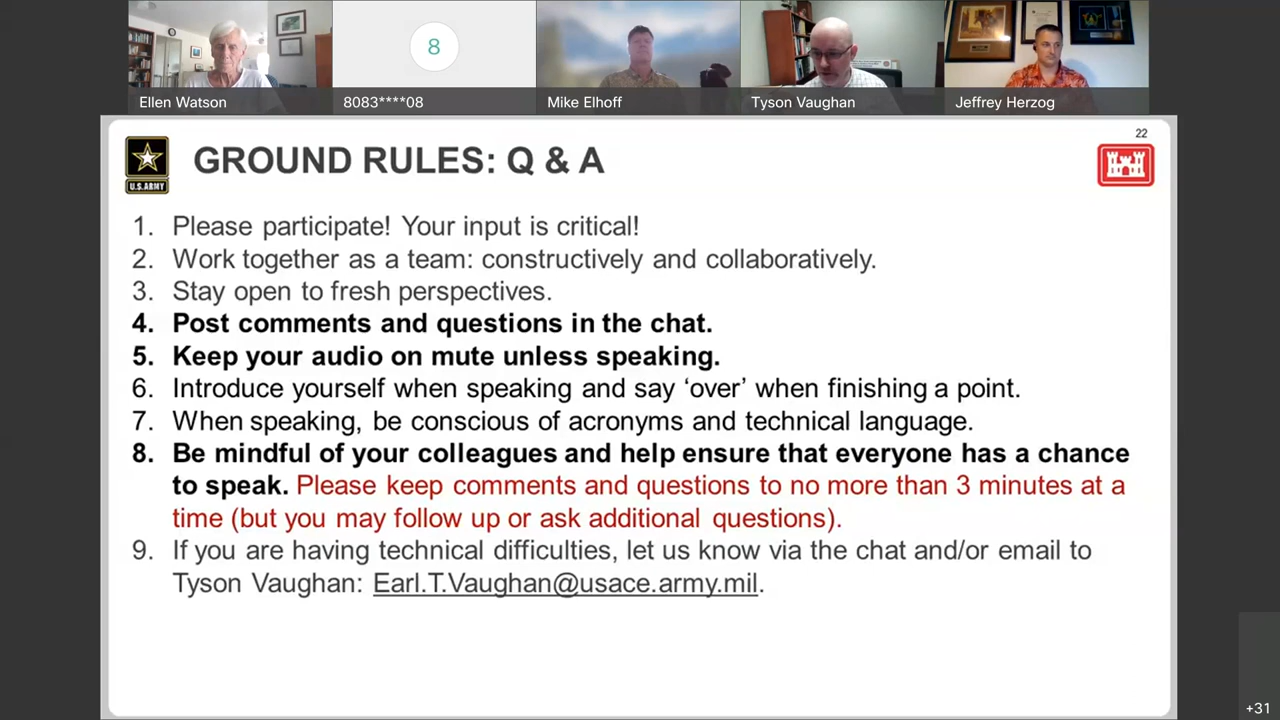 8
Ellen Watson
8083****08
Mike Elhoff
Tyson Vaughan
Jeffrey Herzog
22
U.S.ARMY
GROUND RULES: Q & A
1. Please participate! Your input is critical!
2. Work together as a team: constructively and collaboratively.
3. Stay open to fresh perspectives.
4. Post comments and questions in the chat.
5. Keep your audio on mute unless speaking.
6. Introduce yourself when speaking and say ‘over’ when finishing a point.
7. When speaking, be conscious of acronyms and technical language.
8. Be mindful of your colleagues and help ensure that everyone has a chance
to speak. Please keep comments and questions to no more than 3 minutes at a
time (but you may follow up or ask additional questions).
9. If you are having technical difficulties, let us know via the chat and/or email to
Tyson Vaughan: Earl.T.Vaughan@usace.army.mil.
+31